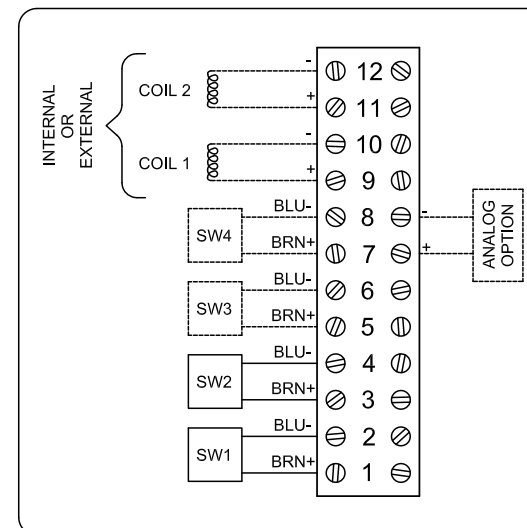 INTERNAL
OR
EXTERNAL
COIL 2
-
+
12
11
COIL 1
-
+
10
9
SW4
BLU-
BRN+
8
7
-
+
ANALOG
OPTION
SW3
BLU-
BRN+
6
5
SW2
BLU-
BRN+
4
3
SW1
BLU-
BRN+
2
1